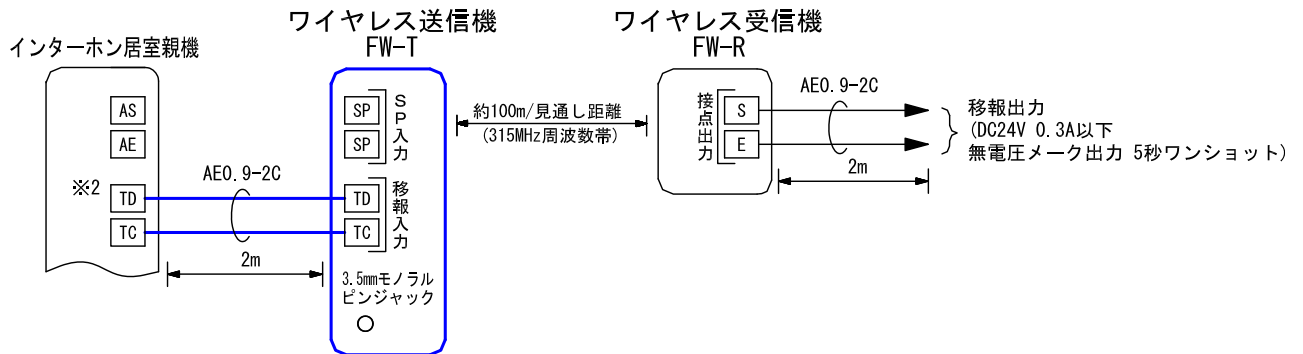 ワイヤレス送信機
FW-T
ワイヤレス受信機
FW-R
インターホン居室親機
AS
AE
※2
TD
TC
AE0.9-2C
2m
SP
SP
SP入力
TD
TC
移報入力
3.5mmモノラル
ピンジャック
約100m/見通し距離
(315MHz周波数帯)
接点出力
S
E
AE0.9-2C
2m
移報出力
(DC24V 0.3A以下
無電圧メーク出力 5秒ワンショット)